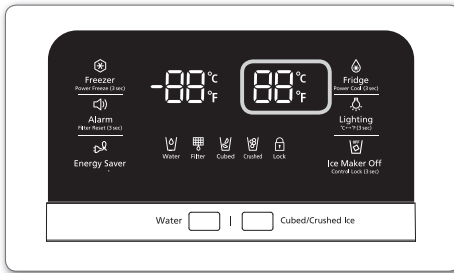 Freezer
Power Freeze (3 sec)
Alarm
Filter Reset (3 sec)
Energy Saver
-88°C
°F
88°C
°F
Water Filter Cubed Crushed Lock
Fridge
Power Cool (3 sec)
Lighting
°C↔°F (3 sec)
OFF
Ice Maker Off
Control Lock (3 sec)
Water | Cubed/Crushed Ice